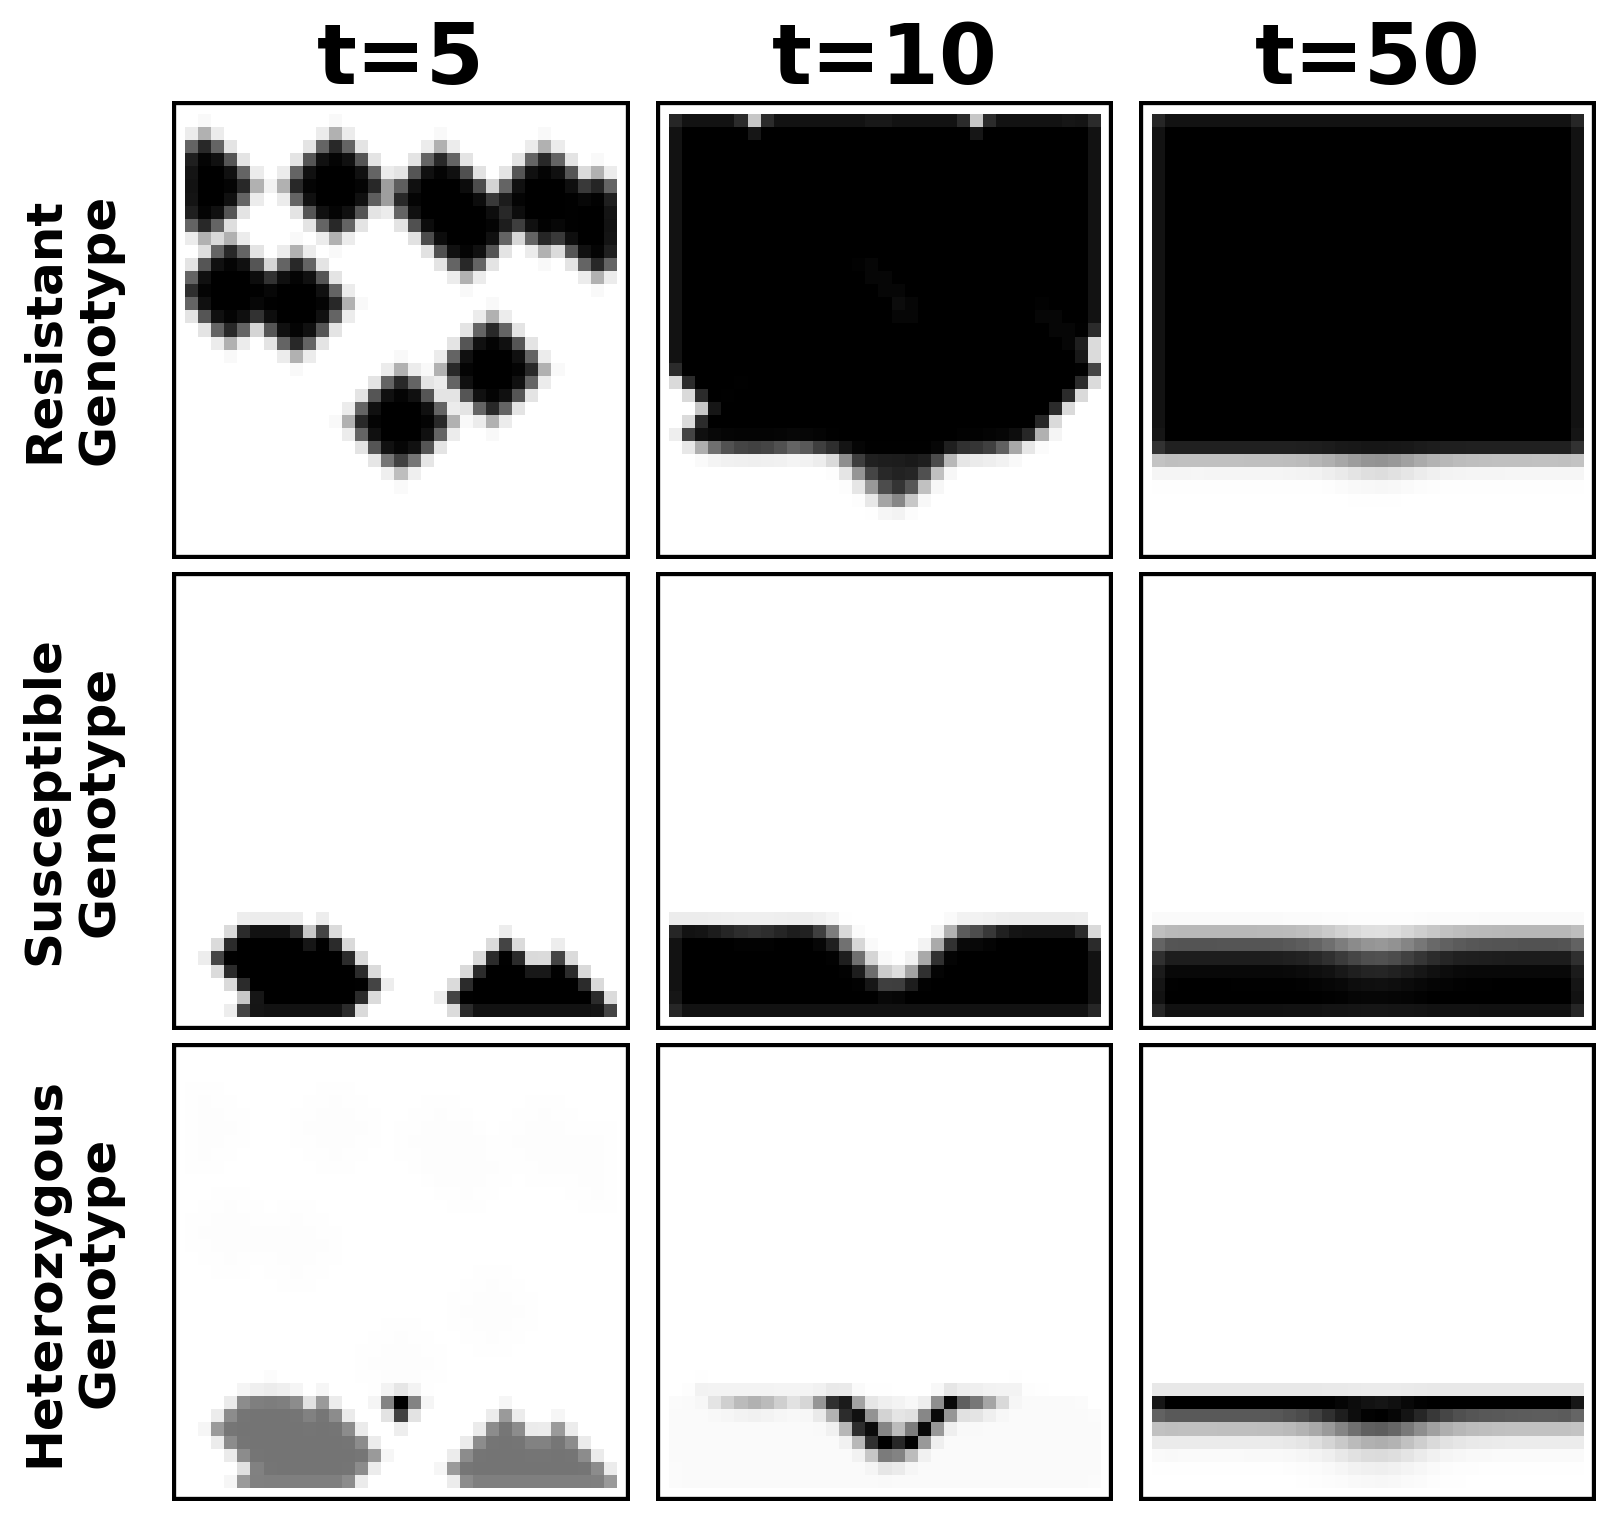 t=5
t=10
t=50
Resistant
Genotype
Susceptible
Genotype
Heterozygous
Genotype